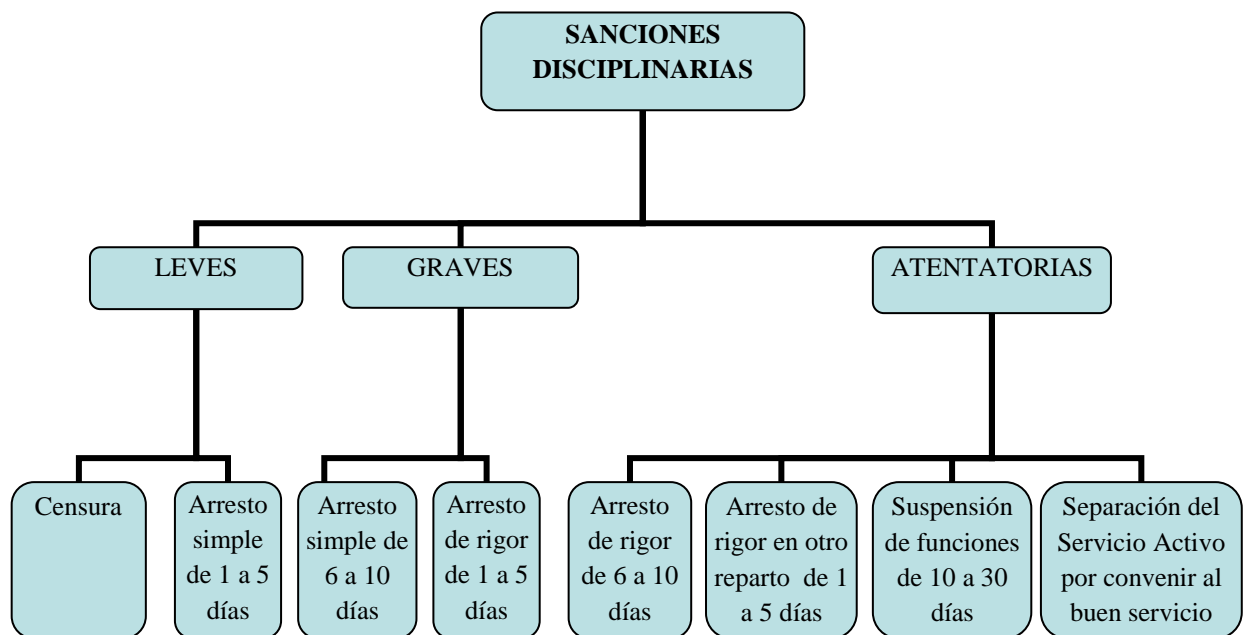 SANCIONES
DISCIPLINARIAS
LEVES
GRAVES
ATENTATORIAS
Censura
Arresto
simple
de 1 a 5
días
Arresto
simple de
6 a 10
días
Arresto
de rigor
de 1 a 5
días
Arresto
de rigor
de 6 a 10
días
Arresto de
rigor en otro
reparto de 1
a 5 días
Suspensión
de funciones
de 10 a 30
días
Separación del
Servicio Activo
por convenir al
buen servicio